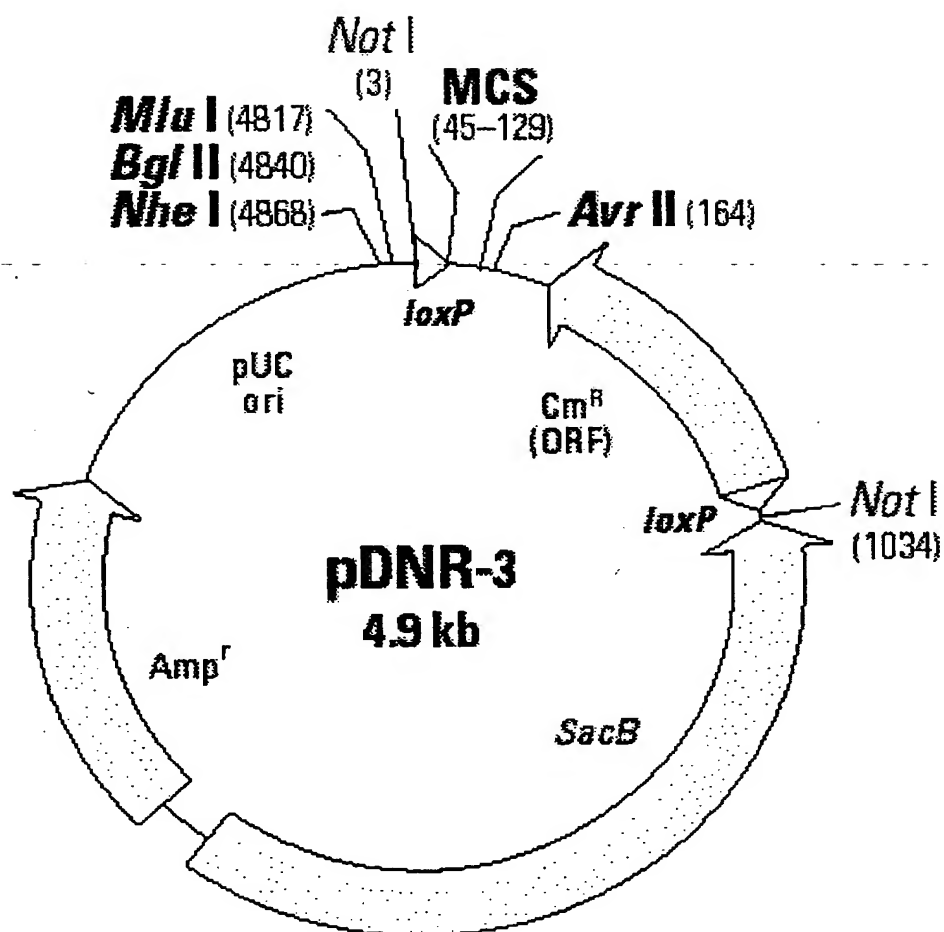 Not I
(3)
MCS
(45–129)
Mlu I (4817)
Bgl II (4840)
Nhe I (4868)
Avr II (164)
loxP
pUC
ori
CmR
(ORF)
loxP
Not I
(1034)
pDNR-3
4.9 kb
Ampr
SacB